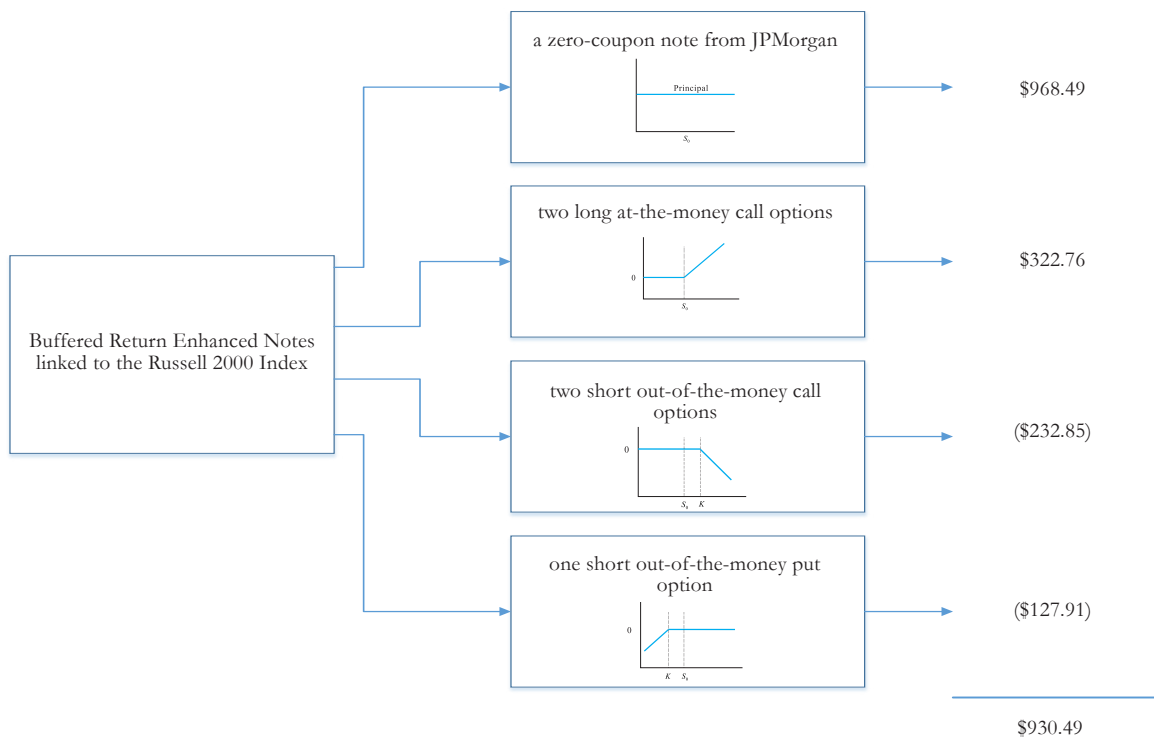 a zero-coupon note from JPMorgan
Principal
S₀
$968.49
two long at-the-money call options
0
S₀
$322.76
Buffered Return Enhanced Notes
linked to the Russell 2000 Index
two short out-of-the-money call
options
0
S₀ K
($232.85)
one short out-of-the-money put
option
0
K S₀
($127.91)
$930.49